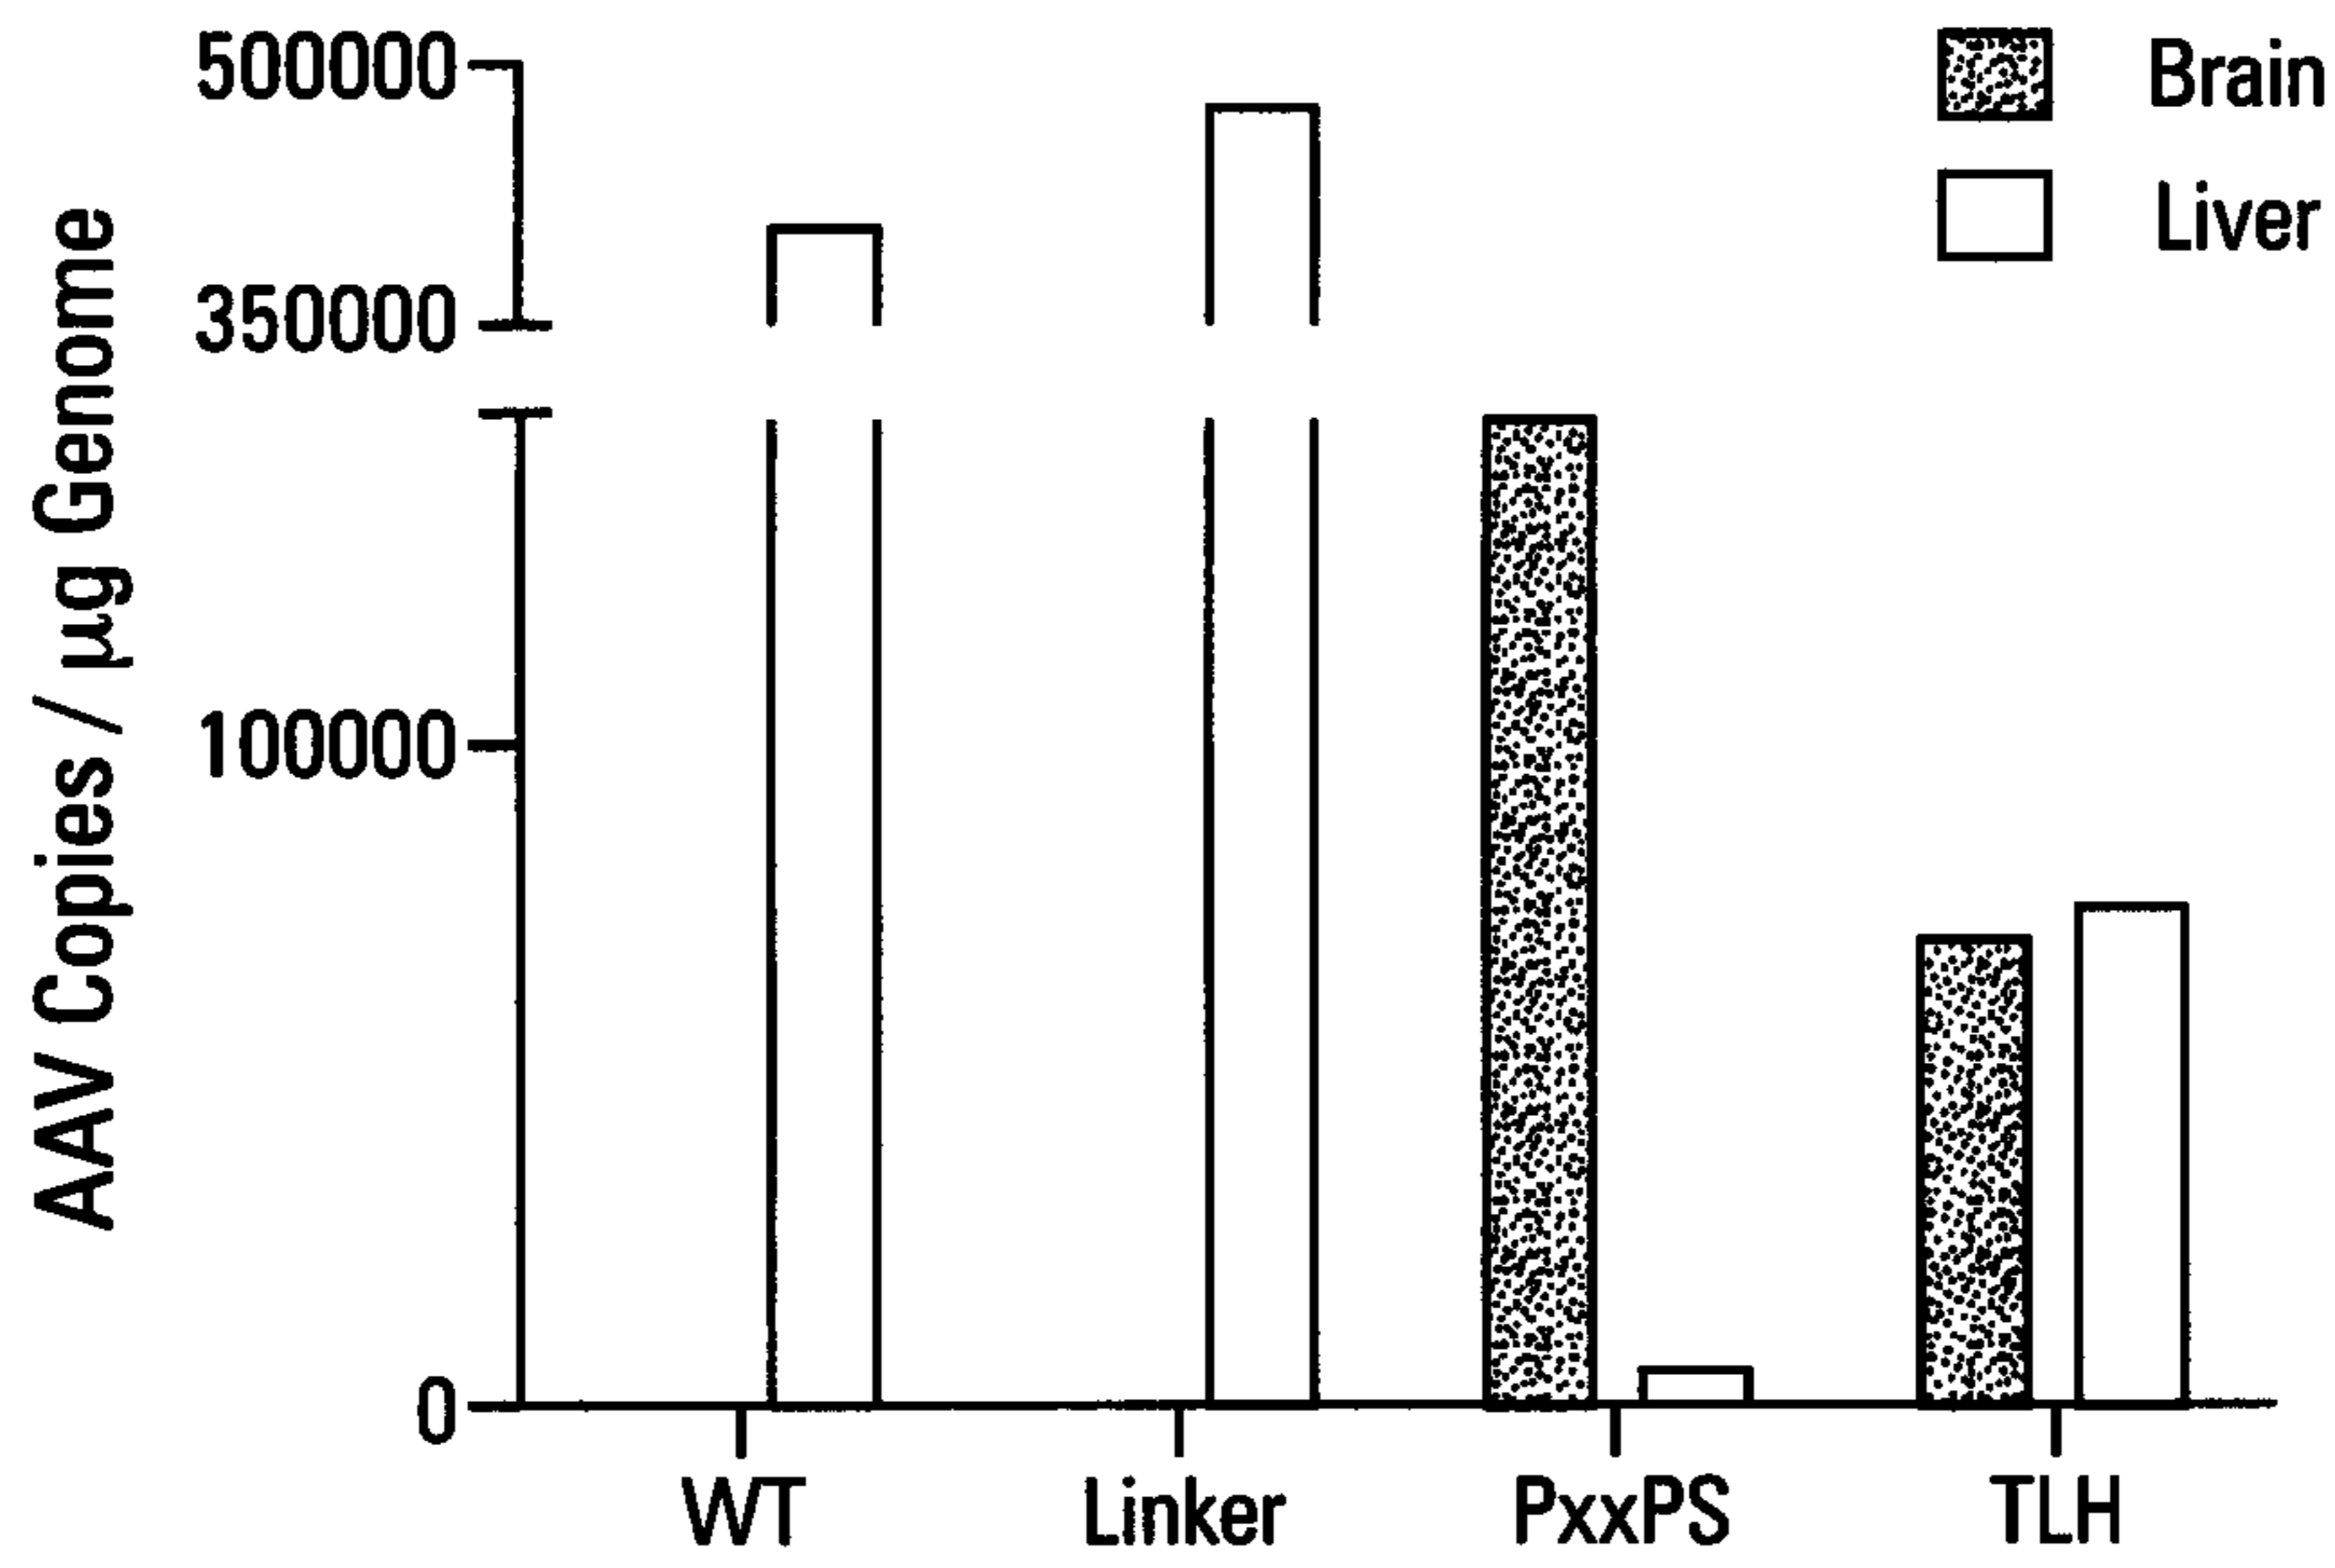 AAV Copies / µg Genome
500000
350000
100000
0
Brain
Liver
WT
Linker
PxxPS
TLH